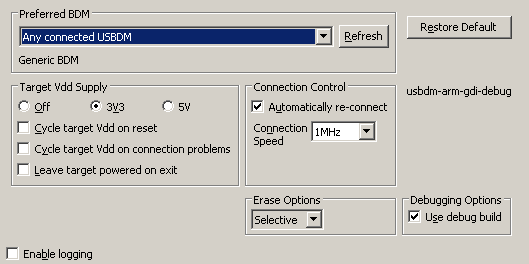 Preferred BDM
Any connected USBDM
Refresh
Restore Default
Generic BDM
Target Vdd Supply
Off 3V3 5V
Cycle target Vdd on reset
Cycle target Vdd on connection problems
Leave target powered on exit
Connection Control
Automatically re-connect
Connection
Speed
1MHz
usbdm-arm-gdi-debug
Erase Options
Selective
Debugging Options
Use debug build
Enable logging